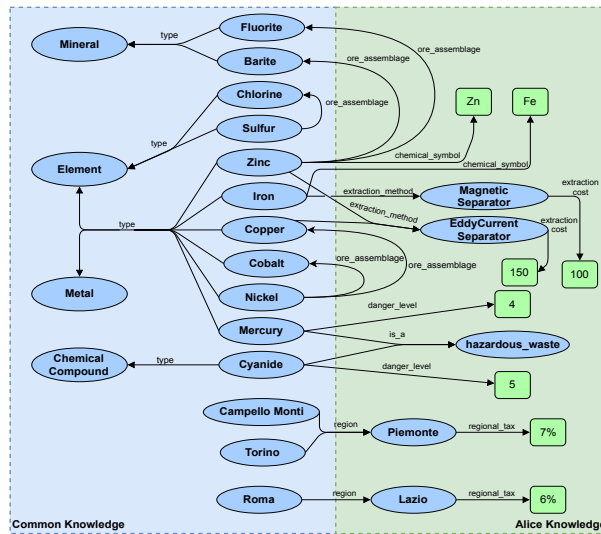 Fluorite
Mineral
type
ore_assemblage
Barite
ore_assemblage
Chlorine
ore_assemblage
Zn
Fe
Sulfur
type
chemical_symbol
Zinc
chemical_symbol
Element
Iron
extraction_method
Magnetic
Separator
extraction
cost
extraction_method
type
Copper
EddyCurrent
Separator
extraction
cost
ore_assemblage
Cobalt
ore_assemblage
150
100
Metal
Nickel
danger_level
4
Mercury
is_a
hazardous_waste
Chemical
Compound
type
Cyanide
danger_level
5
Campello Monti
region
Piemonte
regional_tax
7%
Torino
Roma
region
Lazio
regional_tax
6%
Common Knowledge
Alice Knowledge